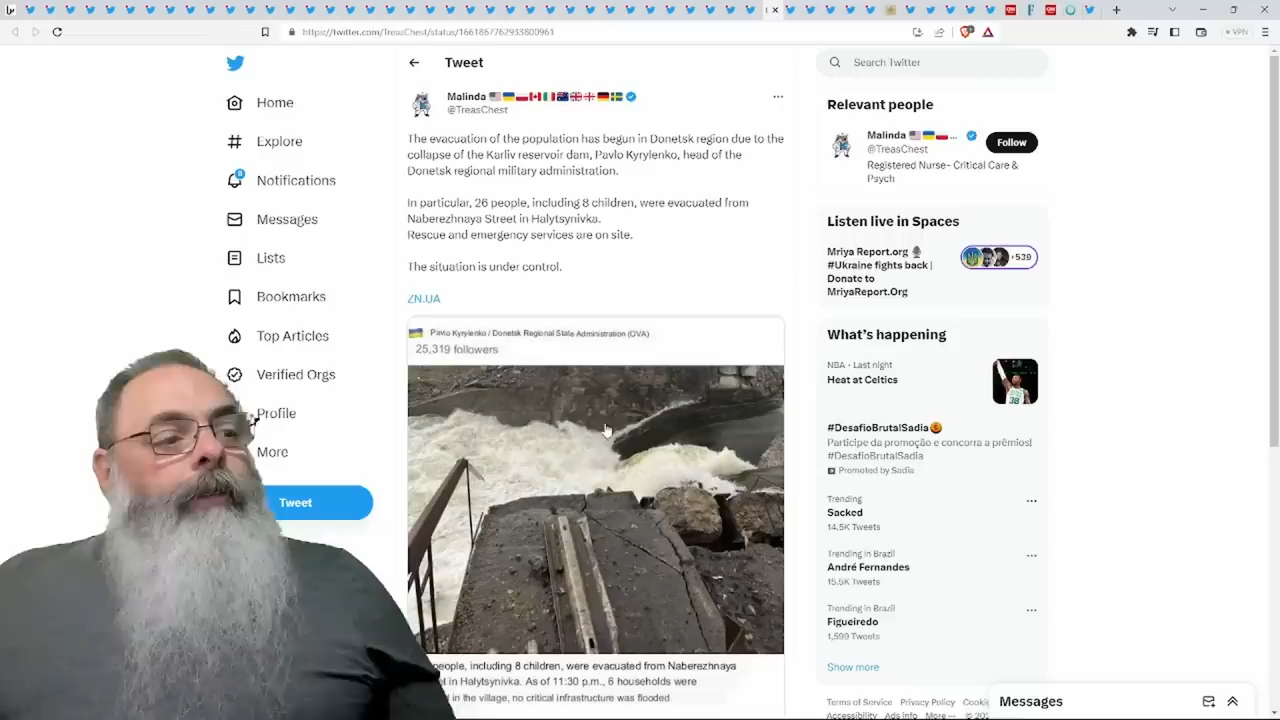 https://twitter.com/TreasChest/status/1661867762933800961
VPN
Home
Explore
8
Notifications
Messages
Lists
Bookmarks
Top Articles
Verified Orgs
Profile
More
Tweet
Tweet
Malinda
@TreasChest
The evacuation of the population has begun in Donetsk region due to the
collapse of the Karliv reservoir dam, Pavlo Kyrylenko, head of the
Donetsk regional military administration.
In particular, 26 people, including 8 children, were evacuated from
Naberezhnaya Street in Halytsynivka.
Rescue and emergency services are on site.
The situation is under control.
ZN.UA
Pavlo Kyrylenko / Donetsk Regional State Administration (OVA)
25,319 followers
people, including 8 children, were evacuated from Naberezhnaya
in Halytsynivka. As of 11:30 p.m., 6 households were
in the village, no critical infrastructure was flooded
Search Twitter
Relevant people
Malinda ...
@TreasChest
Follow
Registered Nurse- Critical Care &
Psych
Listen live in Spaces
Mriya Report.org
#Ukraine fights back |
Donate to
MriyaReport.Org
+539
What's happening
NBA · Last night
Heat at Celtics
#DesafioBrutalSadia
Participe da promoção e concorra a prêmios!
#DesafioBrutalSadia
Promoted by Sadia
Trending
Sacked
14.5K Tweets
Trending in Brazil
André Fernandes
15.5K Tweets
Trending in Brazil
Figueiredo
1,599 Tweets
Show more
Terms of Service Privacy Policy
Accessibility Ads info More ···
Messages